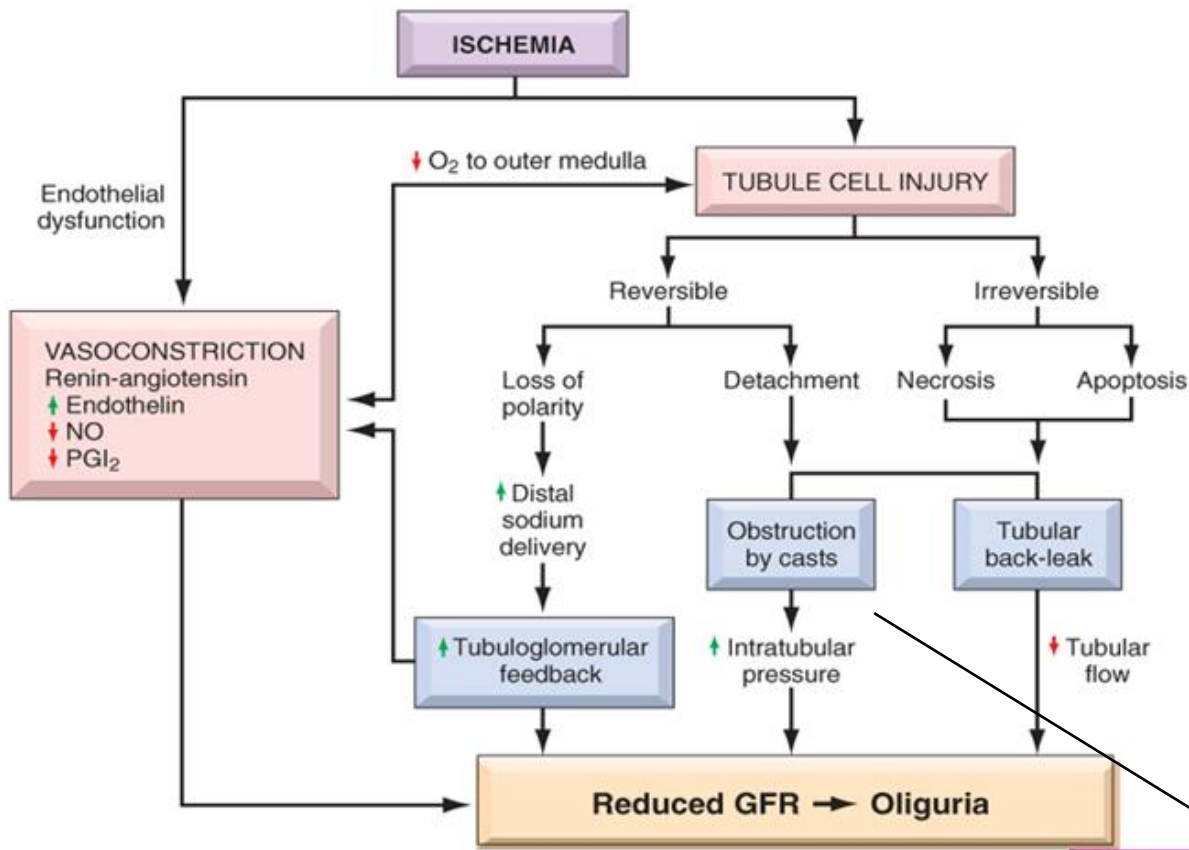 ISCHEMIA
↓ O₂ to outer medulla
TUBULE CELL INJURY
Endothelial
dysfunction
Reversible
Irreversible
VASOCONSTRICTION
Renin-angiotensin
↑ Endothelin
↓ NO
↓ PGI₂
Loss of
polarity
Detachment
Necrosis
Apoptosis
↑ Distal
sodium
delivery
Obstruction
by casts
Tubular
back-leak
↑ Tubuloglomerular
feedback
↑ Intratubular
pressure
↓ Tubular
flow
Reduced GFR → Oliguria